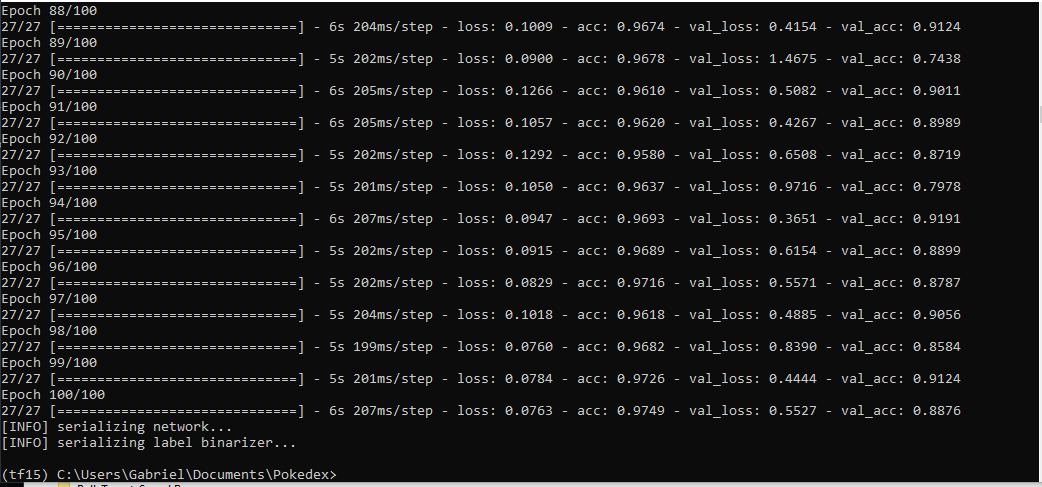 Epoch 88/100
27/27 [==============================] - 6s 204ms/step - loss: 0.1009 - acc: 0.9674 - val_loss: 0.4154 - val_acc: 0.9124
Epoch 89/100
27/27 [==============================] - 5s 202ms/step - loss: 0.0900 - acc: 0.9678 - val_loss: 1.4675 - val_acc: 0.7438
Epoch 90/100
27/27 [==============================] - 6s 205ms/step - loss: 0.1266 - acc: 0.9610 - val_loss: 0.5082 - val_acc: 0.9011
Epoch 91/100
27/27 [==============================] - 6s 205ms/step - loss: 0.1057 - acc: 0.9620 - val_loss: 0.4267 - val_acc: 0.8989
Epoch 92/100
27/27 [==============================] - 5s 202ms/step - loss: 0.1292 - acc: 0.9580 - val_loss: 0.6508 - val_acc: 0.8719
Epoch 93/100
27/27 [==============================] - 5s 201ms/step - loss: 0.1050 - acc: 0.9637 - val_loss: 0.9716 - val_acc: 0.7978
Epoch 94/100
27/27 [==============================] - 6s 207ms/step - loss: 0.0947 - acc: 0.9693 - val_loss: 0.3651 - val_acc: 0.9191
Epoch 95/100
27/27 [==============================] - 5s 202ms/step - loss: 0.0915 - acc: 0.9689 - val_loss: 0.6154 - val_acc: 0.8899
Epoch 96/100
27/27 [==============================] - 5s 202ms/step - loss: 0.0829 - acc: 0.9716 - val_loss: 0.5571 - val_acc: 0.8787
Epoch 97/100
27/27 [==============================] - 5s 204ms/step - loss: 0.1018 - acc: 0.9618 - val_loss: 0.4885 - val_acc: 0.9056
Epoch 98/100
27/27 [==============================] - 5s 199ms/step - loss: 0.0760 - acc: 0.9682 - val_loss: 0.8390 - val_acc: 0.8584
Epoch 99/100
27/27 [==============================] - 5s 201ms/step - loss: 0.0784 - acc: 0.9726 - val_loss: 0.4444 - val_acc: 0.9124
Epoch 100/100
27/27 [==============================] - 6s 207ms/step - loss: 0.0763 - acc: 0.9749 - val_loss: 0.5527 - val_acc: 0.8876
[INFO] serializing network...
[INFO] serializing label binarizer...
(tf15) C:\Users\Gabriel\Documents\Pokedex>